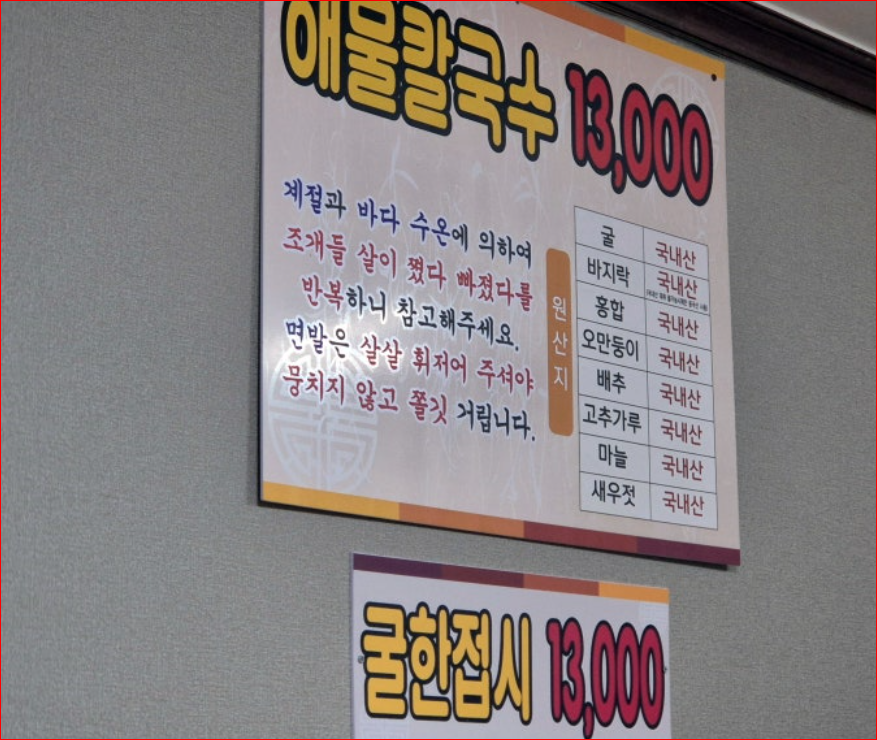 해물칼국수 13,000
계절과 바다 수온에 의하여
조개들 살이 쪘다 빠졌다를
반복하니 참고해주세요.
면발은 살살 휘저어 주셔야
뭉치지 않고 쫄깃 거립니다.
원산지
굴 국내산
바지락 국내산
홍합 국내산
오만둥이 국내산
배추 국내산
고추가루 국내산
마늘 국내산
새우젓 국내산
굴한접시 13,000